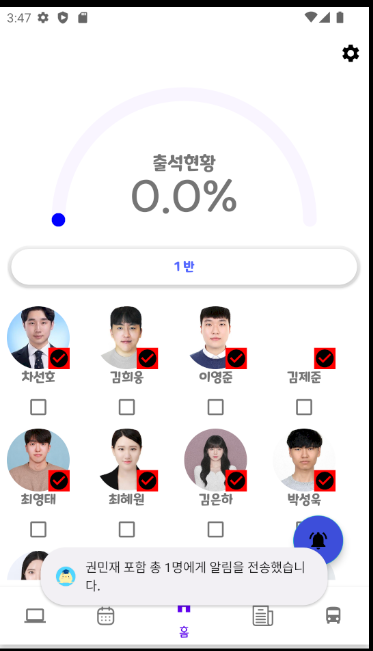 3:47
출석현황
0.0%
1반
차선호 김희웅 이영준 김제준
최영태 최혜원 김은하 박성욱
권민재 포함 총 1명에게 알림을 전송했습니
다.
홈